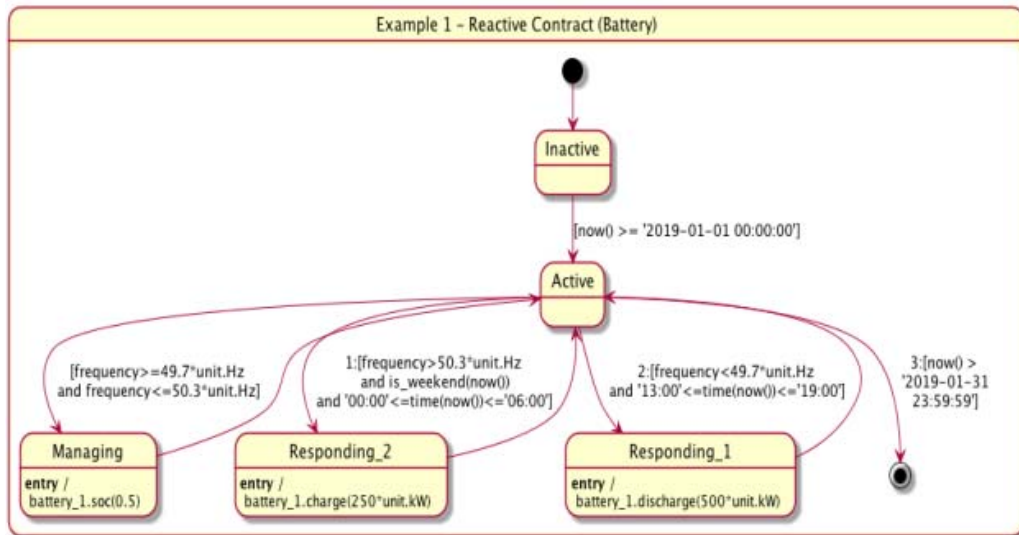 Example 1 – Reactive Contract (Battery)
Inactive
[now() >= '2019-01-01 00:00:00']
Active
[frequency>=49.7*unit.Hz
and frequency<=50.3*unit.Hz]
1:[frequency>50.3*unit.Hz
and is_weekend(now())
and '00:00'<=time(now())<='06:00']
2:[frequency<49.7*unit.Hz
and '13:00'<=time(now())<='19:00']
3:[now() >
'2019-01-31
23:59:59']
Managing
entry /
battery_1.soc(0.5)
Responding_2
entry /
battery_1.charge(250*unit.kW)
Responding_1
entry /
battery_1.discharge(500*unit.kW)